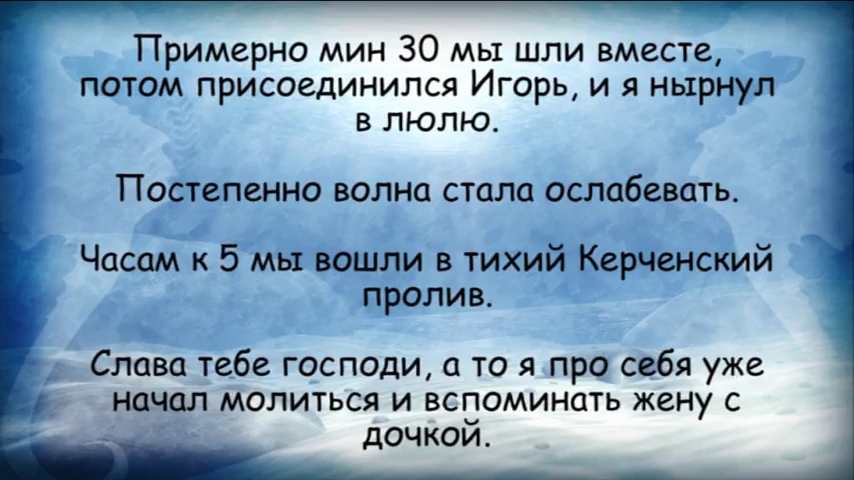 Примерно мин 30 мы шли вместе,
потом присоединился Игорь, и я нырнул
в люлю.
Постепенно волна стала ослабевать.
Часам к 5 мы вошли в тихий Керченский
пролив.
Слава тебе господи, а то я про себя уже
начал молиться и вспоминать жену с
дочкой.